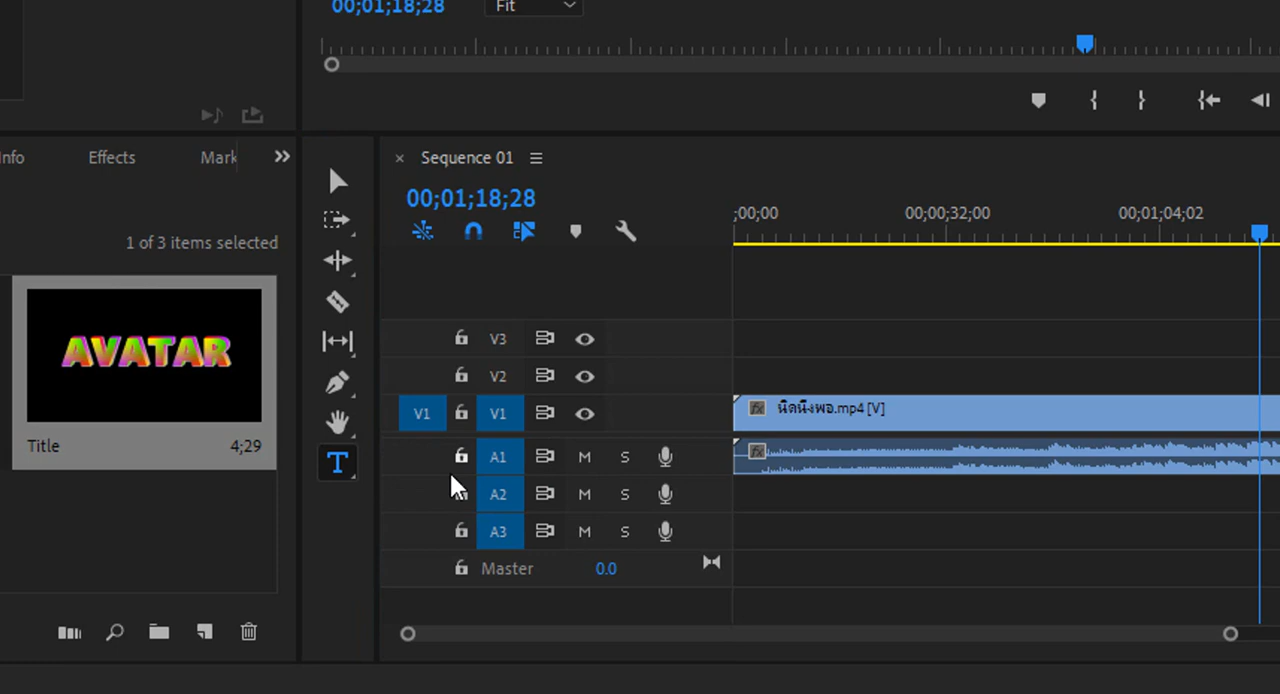 00;01;18;28 Fit
nfo Effects Mark
1 of 3 items selected
AVATAR
Title 4;29
Sequence 01
00;01;18;28
;00;00 00;00;32;00 00;01;04;02
V3
V2
V1 V1 นิดนึงพอ.mp4 [V]
A1 M S
A2 M S
A3 M S
Master 0.0
T